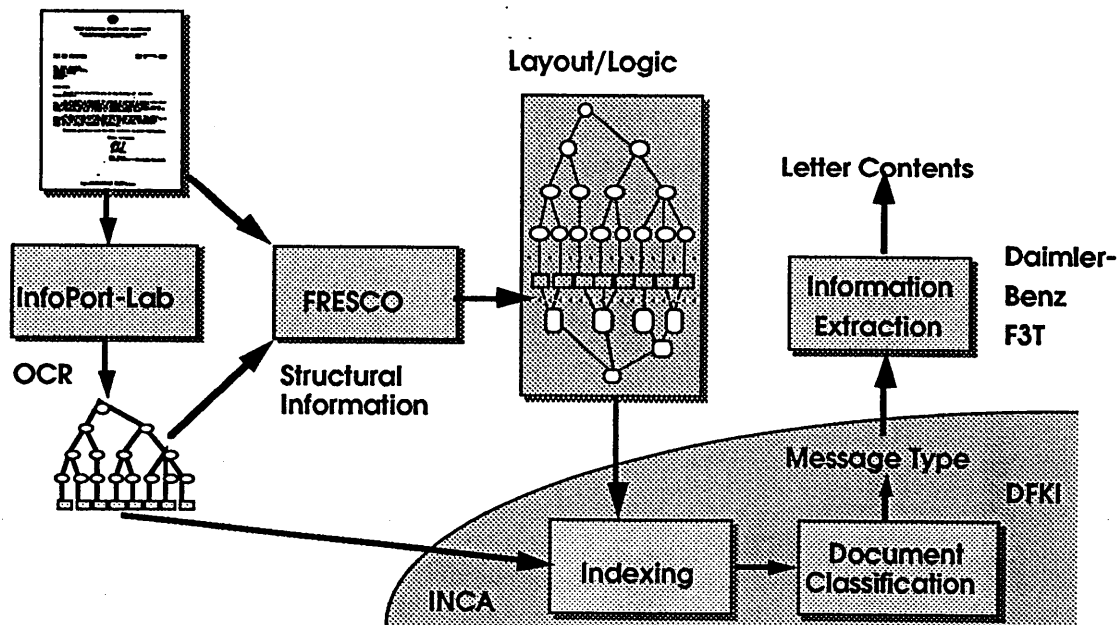 Layout/Logic
Letter Contents
InfoPort-Lab
FRESCO
Information
Extraction
Daimler-
Benz
F3T
OCR
Structural
Information
Message Type
DFKI
Indexing
Document
Classification
INCA